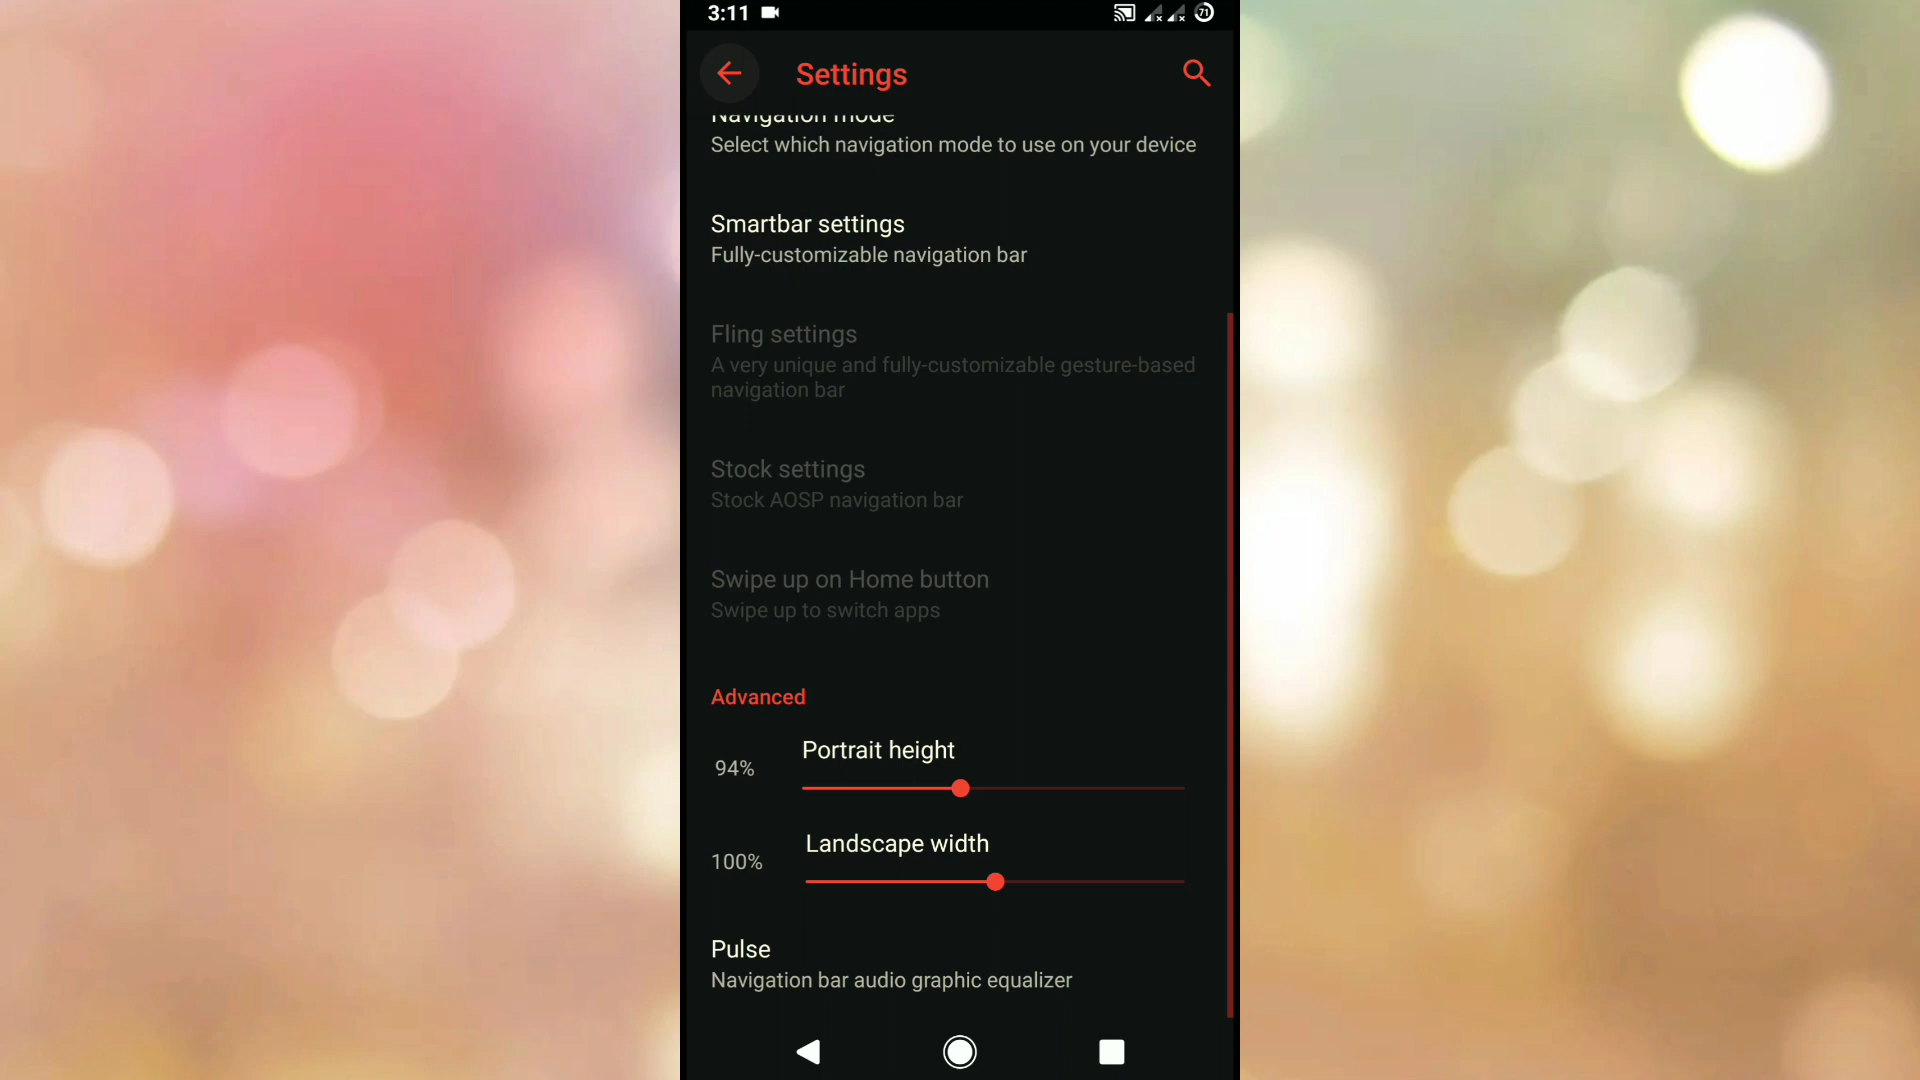 3:11
71
Settings
Navigation mode
Select which navigation mode to use on your device
Smartbar settings
Fully-customizable navigation bar
Fling settings
A very unique and fully-customizable gesture-based
navigation bar
Stock settings
Stock AOSP navigation bar
Swipe up on Home button
Swipe up to switch apps
Advanced
Portrait height
94%
Landscape width
100%
Pulse
Navigation bar audio graphic equalizer